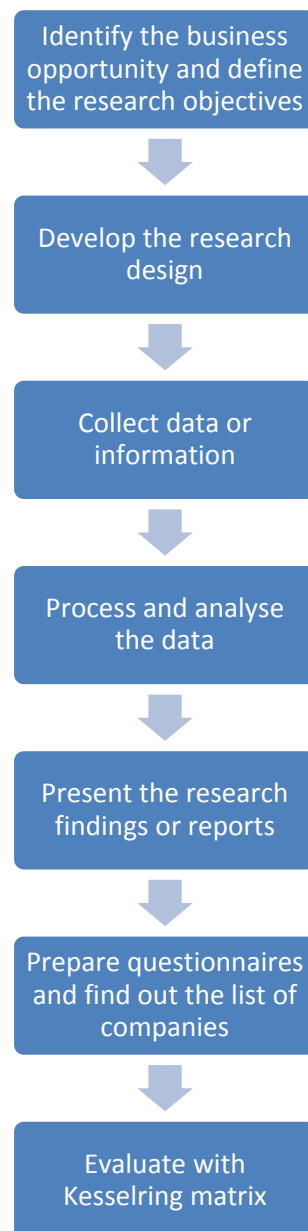 Identify the business
opportunity and define
the research objectives
Develop the research
design
Collect data or
information
Process and analyse
the data
Present the research
findings or reports
Prepare questionnaires
and find out the list of
companies
Evaluate with
Kesselring matrix